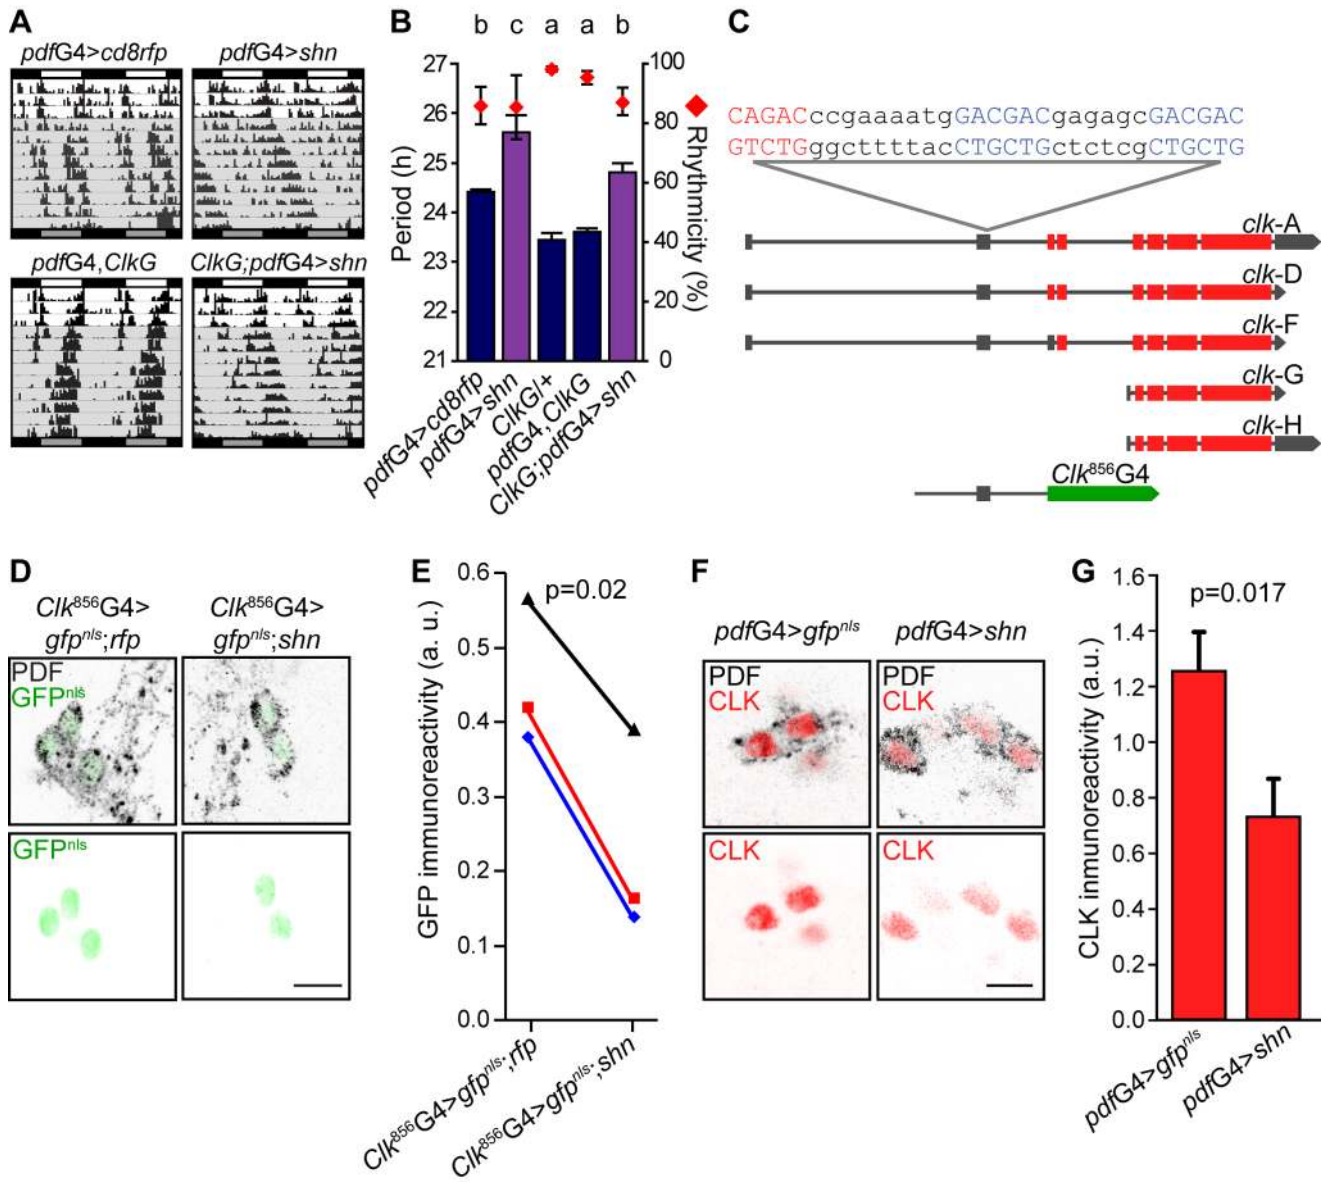 A
pdfG4>cd8rfp
pdfG4>shn
pdfG4,ClkG
ClkG;pdfG4>shn
B
b c a a b
27
26
25
24
23
22
21
Period (h)
100
80
60
40
20
0
Rhythmicity (%)
pdfG4>cd8rfp
pdfG4>shn
ClkG/+
pdfG4,ClkG
ClkG;pdfG4>shn
C
CAGACccgaaaatgGACGACgagagcGACGAC
GTCTGggcttttacCTGCTGctctcgCTGCTG
clk-A
clk-D
clk-F
clk-G
clk-H
Clk⁸⁵⁶G4
D
Clk⁸⁵⁶G4>
gfpⁿˡˢ;rfp
Clk⁸⁵⁶G4>
gfpⁿˡˢ;shn
PDF
GFPⁿˡˢ
GFPⁿˡˢ
E
0.6
0.5
0.4
0.3
0.2
0.1
0.0
GFP immunoreactivity (a. u.)
p=0.02
Clk⁸⁵⁶G4>gfpⁿˡˢ;rfp
Clk⁸⁵⁶G4>gfpⁿˡˢ;shn
F
pdfG4>gfpⁿˡˢ
pdfG4>shn
PDF
CLK
PDF
CLK
CLK
CLK
G
1.6
1.4
1.2
1.0
0.8
0.6
0.4
0.2
0.0
CLK inmunoreactivity (a.u.)
p=0.017
pdfG4>gfpⁿˡˢ
pdfG4>shn